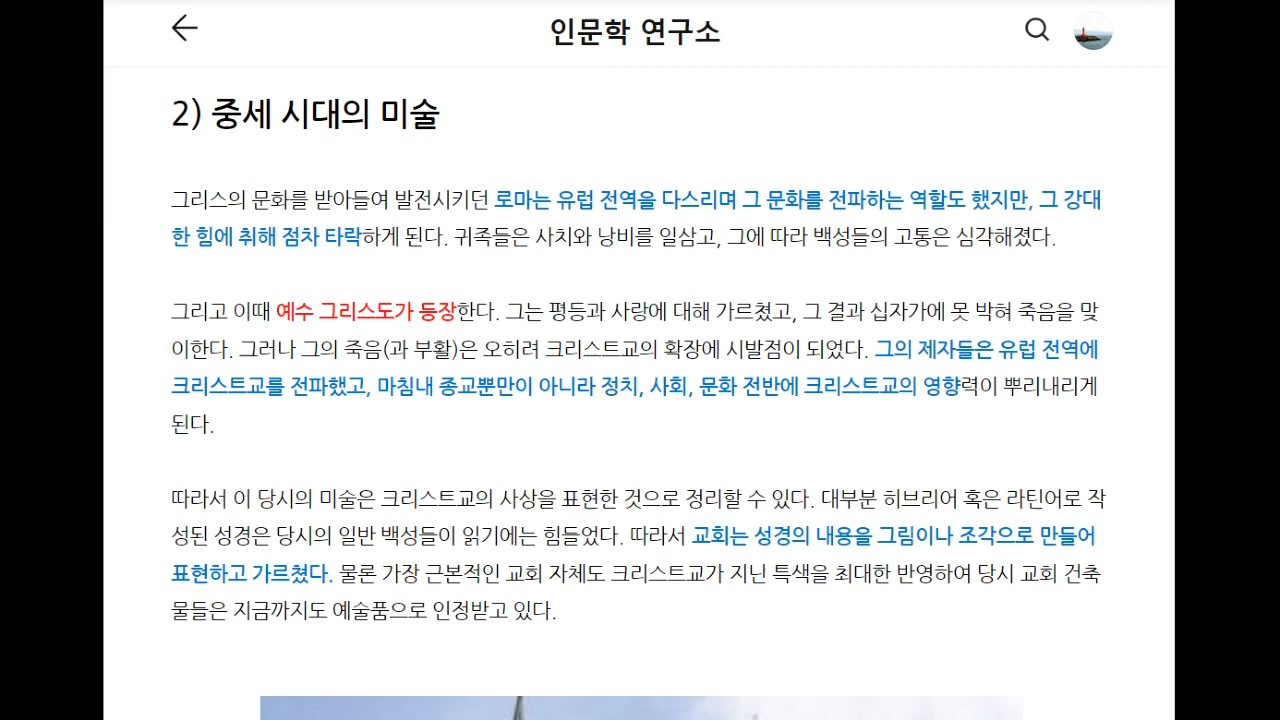 인문학 연구소
2) 중세 시대의 미술
그리스의 문화를 받아들여 발전시키던 로마는 유럽 전역을 다스리며 그 문화를 전파하는 역할도 했지만, 그 강대
한 힘에 취해 점차 타락하게 된다. 귀족들은 사치와 낭비를 일삼고, 그에 따라 백성들의 고통은 심각해졌다.
그리고 이때 예수 그리스도가 등장한다. 그는 평등과 사랑에 대해 가르쳤고, 그 결과 십자가에 못 박혀 죽음을 맞
이한다. 그러나 그의 죽음(과 부활)은 오히려 크리스트교의 확장에 시발점이 되었다. 그의 제자들은 유럽 전역에
크리스트교를 전파했고, 마침내 종교뿐만이 아니라 정치, 사회, 문화 전반에 크리스트교의 영향력이 뿌리내리게
된다.
따라서 이 당시의 미술은 크리스트교의 사상을 표현한 것으로 정리할 수 있다. 대부분 히브리어 혹은 라틴어로 작
성된 성경은 당시의 일반 백성들이 읽기에는 힘들었다. 따라서 교회는 성경의 내용을 그림이나 조각으로 만들어
표현하고 가르쳤다. 물론 가장 근본적인 교회 자체도 크리스트교가 지닌 특색을 최대한 반영하여 당시 교회 건축
물들은 지금까지도 예술품으로 인정받고 있다.